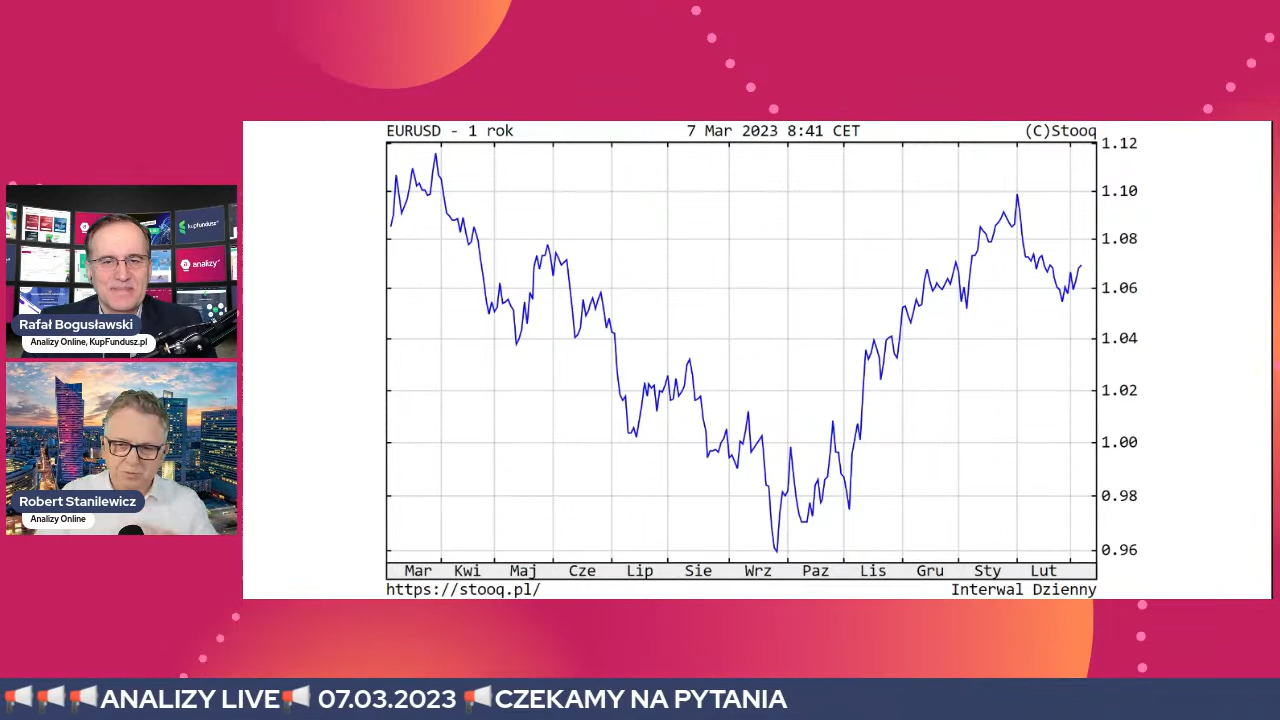 EURUSD - 1 rok 7 Mar 2023 8:41 CET (C)Stooq
1.12
1.10
1.08
1.06
1.04
1.02
1.00
0.98
0.96
Mar Kwi Maj Cze Lip Sie Wrz Paz Lis Gru Sty Lut
https://stooq.pl/ Interwal Dzienny
kupfundusz
analizy
Rafał Bogusławski
Analizy Online, KupFundusz.pl
Robert Stanilewicz
Analizy Online
ANALIZY LIVE 07.03.2023 CZEKAMY NA PYTANIA